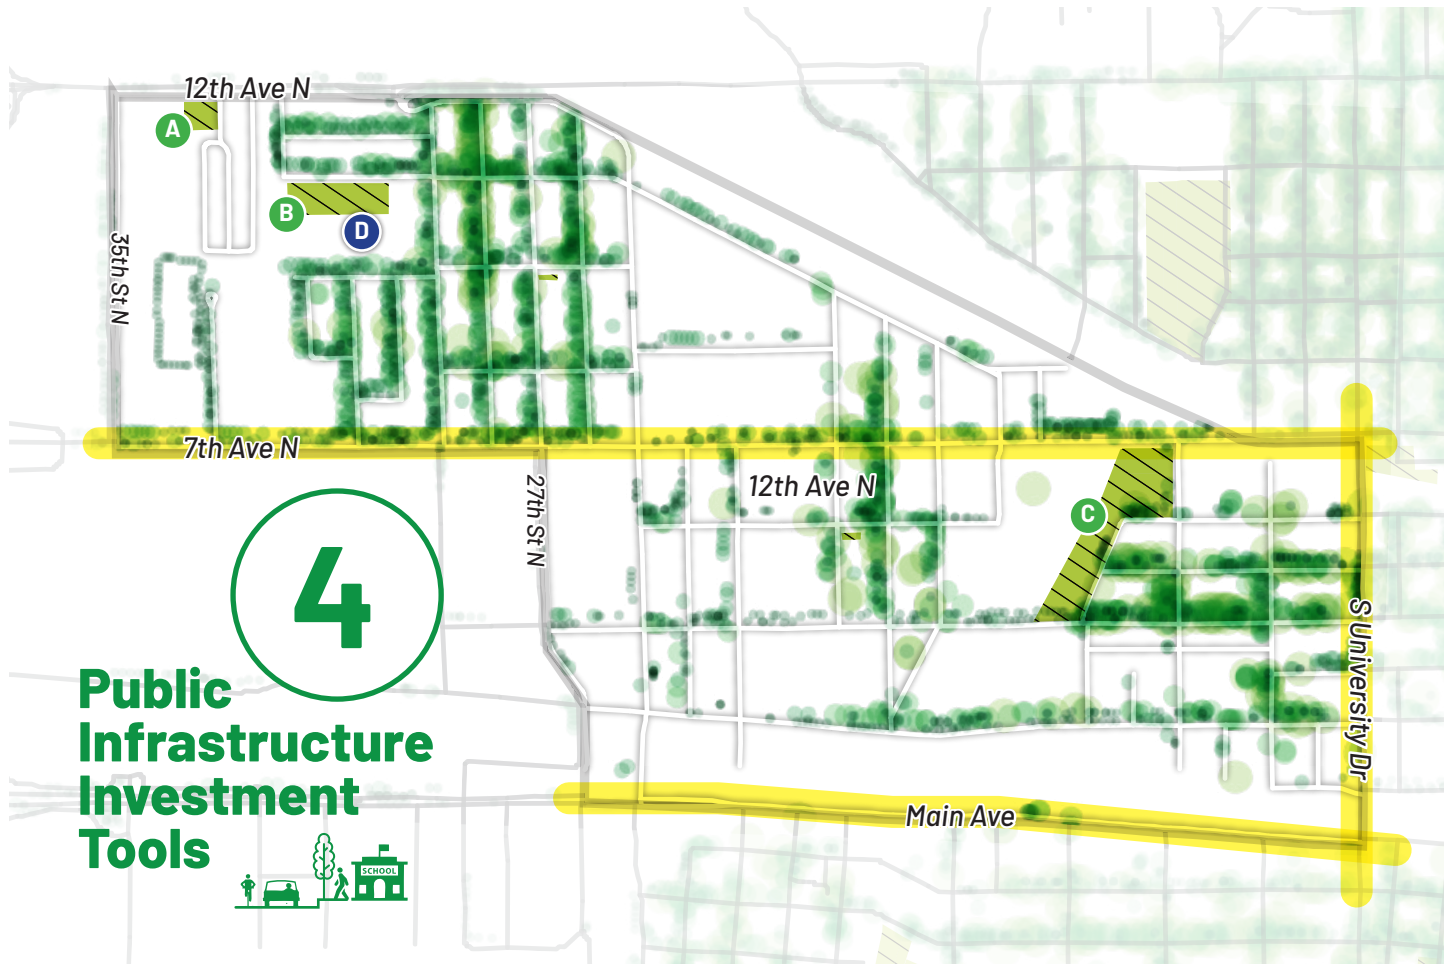 12th Ave N
A
B
D
35th St N
7th Ave N
27th St N
12th Ave N
C
4
Public
Infrastructure
Investment
Tools
SCHOOL
S University Dr
Main Ave